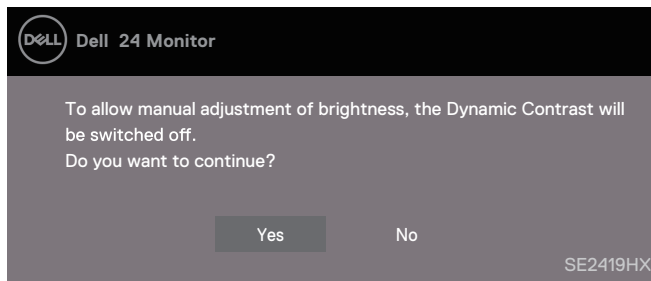 DELL Dell 24 Monitor
To allow manual adjustment of brightness, the Dynamic Contrast will
be switched off.
Do you want to continue?
Yes No
SE2419HX